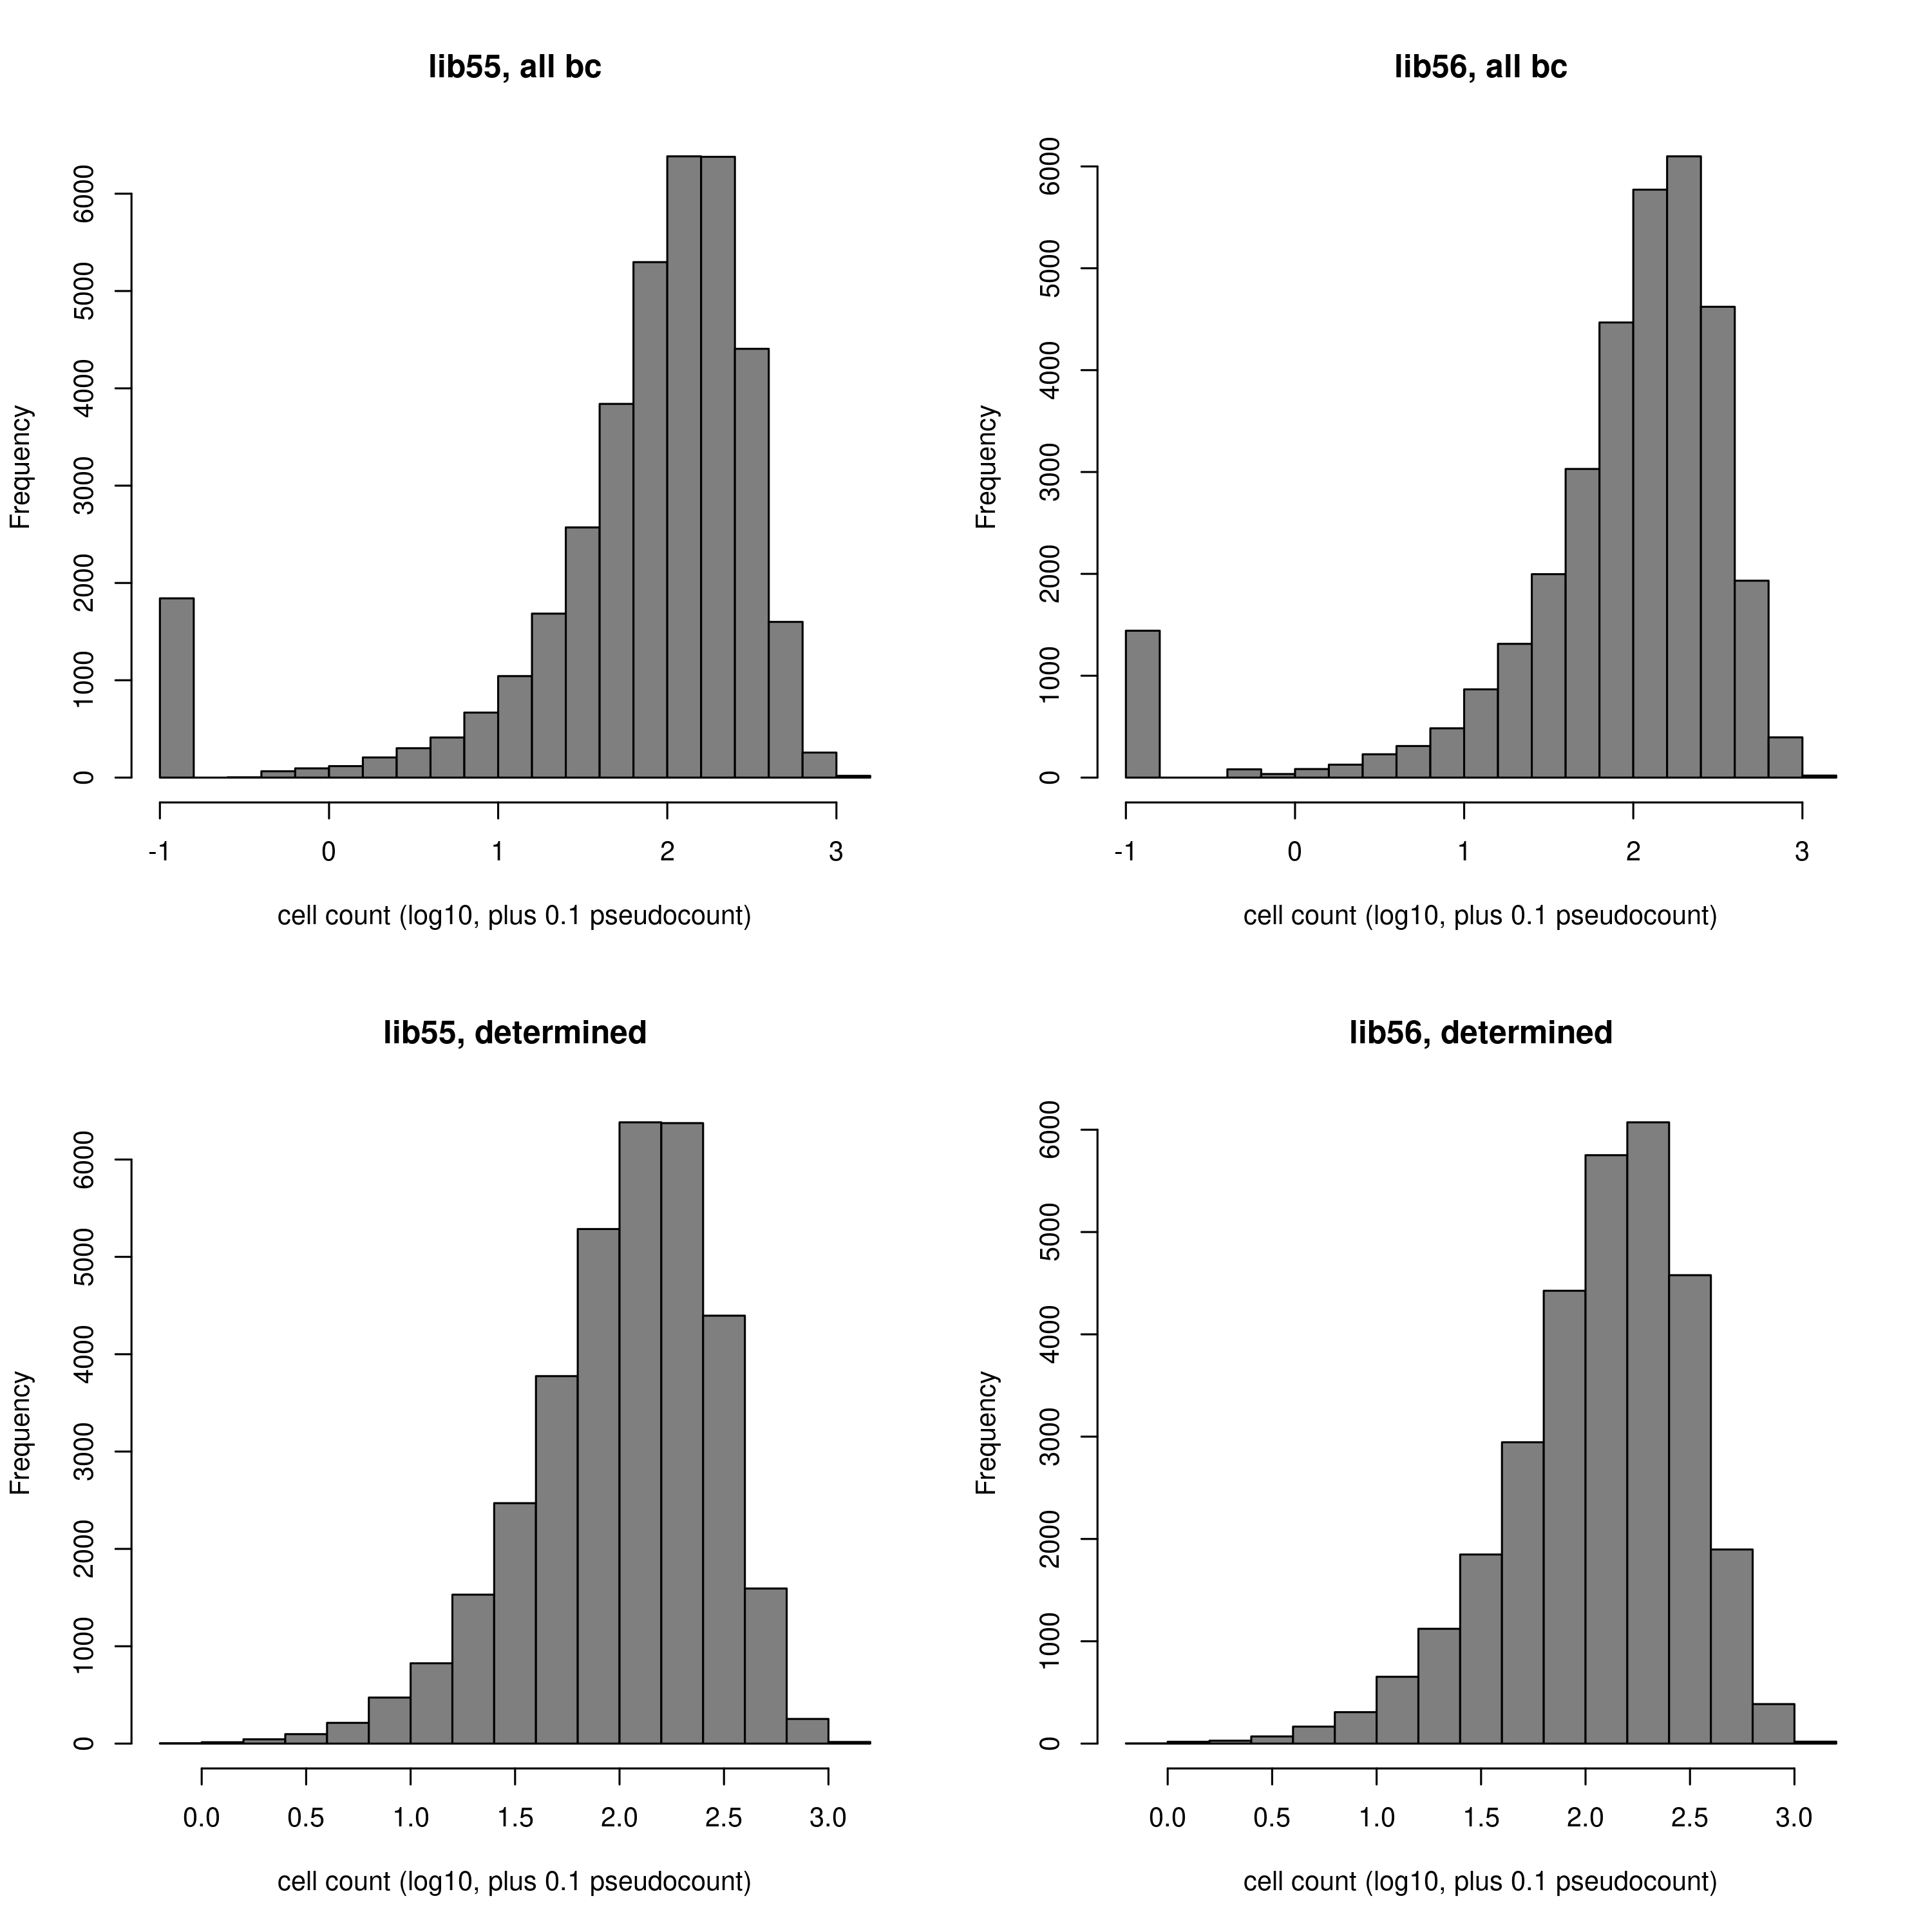 lib55, all bc
Frequency
0 1000 2000 3000 4000 5000 6000
-1 0 1 2 3
cell count (log10, plus 0.1 pseudocount)
lib56, all bc
Frequency
0 1000 2000 3000 4000 5000 6000
-1 0 1 2 3
cell count (log10, plus 0.1 pseudocount)
lib55, determined
Frequency
0 1000 2000 3000 4000 5000 6000
0.0 0.5 1.0 1.5 2.0 2.5 3.0
cell count (log10, plus 0.1 pseudocount)
lib56, determined
Frequency
0 1000 2000 3000 4000 5000 6000
0.0 0.5 1.0 1.5 2.0 2.5 3.0
cell count (log10, plus 0.1 pseudocount)